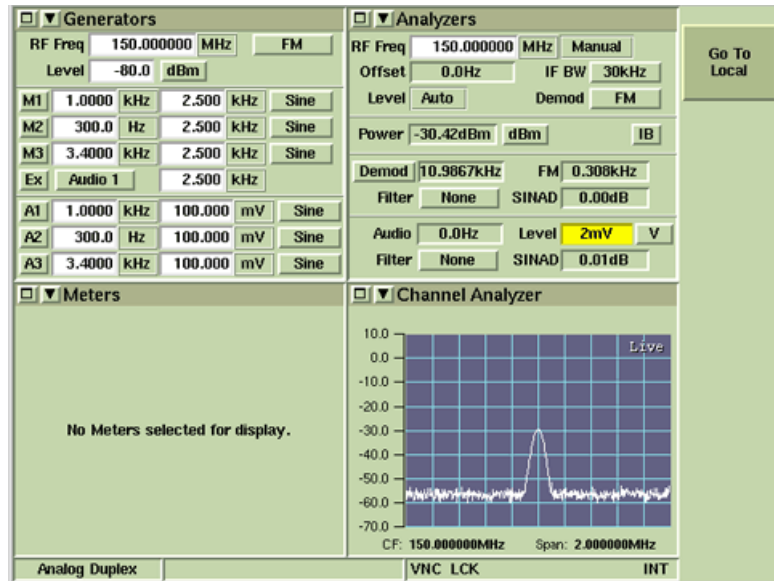 Generators
RF Freq 150.000000 MHz FM
Level -80.0 dBm
M1 1.0000 kHz 2.500 kHz Sine
M2 300.0 Hz 2.500 kHz Sine
M3 3.4000 kHz 2.500 kHz Sine
Ex Audio 1 2.500 kHz
A1 1.0000 kHz 100.000 mV Sine
A2 300.0 Hz 100.000 mV Sine
A3 3.4000 kHz 100.000 mV Sine
Analyzers
RF Freq 150.000000 MHz Manual
Offset 0.0Hz IF BW 30kHz
Level Auto Demod FM
Power -30.42dBm dBm IB
Demod 10.9867kHz FM 0.308kHz
Filter None SINAD 0.00dB
Audio 0.0Hz Level 2mV V
Filter None SINAD 0.01dB
Go To
Local
Meters
No Meters selected for display.
Channel Analyzer
Live
10.0
0.0
-10.0
-20.0
-30.0
-40.0
-50.0
-60.0
-70.0
CF: 150.000000MHz Span: 2.000000MHz
Analog Duplex VNC LCK INT